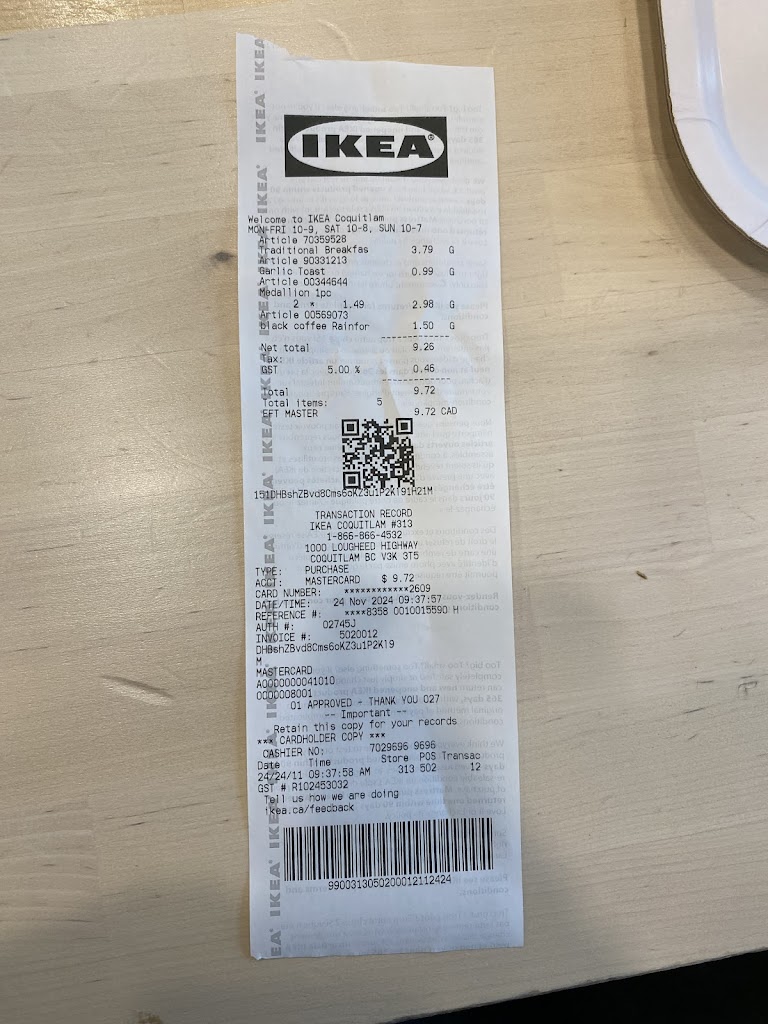 IKEA
Welcome to IKEA Coquitlam
MON-FRI 10-9, SAT 10-8, SUN 10-7
Article 70359528
Traditional Breakfas 3.79 G
Article 90331213
Garlic Toast 0.99 G
Article 00344644
Medallion 1pc
2 * 1.49 2.98 G
Article 00569073
black coffee Rainfor 1.50 G
Net total 9.26
Tax:
GST 5.00 % 0.46
Total 9.72
Total items: 5
EFT MASTER 9.72 CAD
151DHBshZBvd8Cms6oKZ3u1P2Kl91H21M
TRANSACTION RECORD
IKEA COQUITLAM #313
1-866-866-4532
1000 LOUGHEED HIGHWAY
COQUITLAM BC V3K 3T5
TYPE: PURCHASE
ACCT: MASTERCARD $ 9.72
CARD NUMBER: ************2609
DATE/TIME: 24 Nov 2024 09:37:57
REFERENCE #: ****8358 0010015590 H
AUTH #: 02745J
INVOICE #: 5020012
DHBshZBvd8Cms6oKZ3u1P2Kl9
M
MASTERCARD
A0000000041010
0000008001
01 APPROVED - THANK YOU 027
-- Important --
Retain this copy for your records
*** CARDHOLDER COPY ***
CASHIER NO: 7029696 9696
Date Time Store POS Transac
24/24/11 09:37:58 AM 313 502 12
GST # R102453032
Tell us how we are doing
ikea.ca/feedback
9900313050200012112424